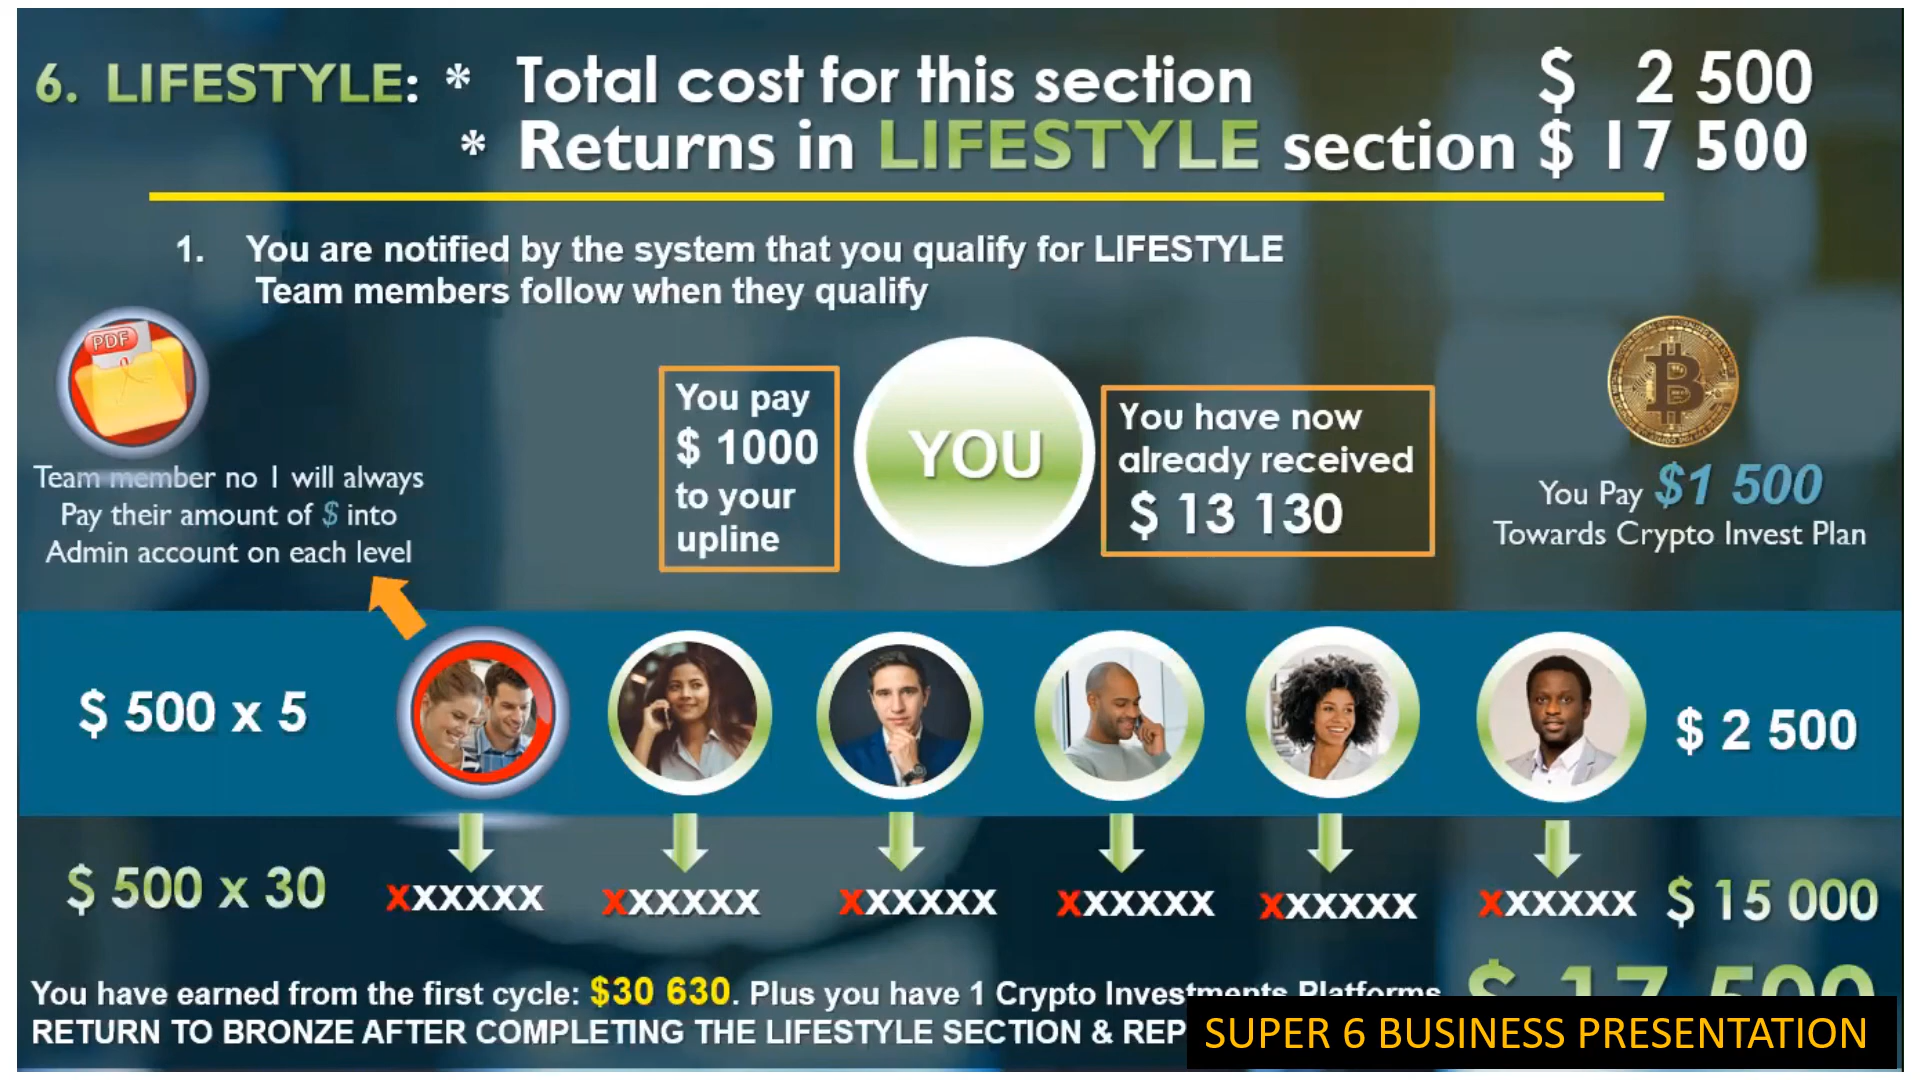 6. LIFESTYLE: * Total cost for this section $ 2 500
* Returns in LIFESTYLE section $ 17 500
1. You are notified by the system that you qualify for LIFESTYLE
Team members follow when they qualify
PDF
Team member no 1 will always
Pay their amount of $ into
Admin account on each level
You pay
$ 1000
to your
upline
YOU
You have now
already received
$ 13 130
B
You Pay $1 500
Towards Crypto Invest Plan
$ 500 x 5
$ 2 500
$ 500 x 30 xxxxxx xxxxxx xxxxxx xxxxxx xxxxxx xxxxxx $ 15 000
You have earned from the first cycle: $30 630. Plus you have 1 Crypto Investments Platforms
$ 17 500
RETURN TO BRONZE AFTER COMPLETING THE LIFESTYLE SECTION & REP
SUPER 6 BUSINESS PRESENTATION